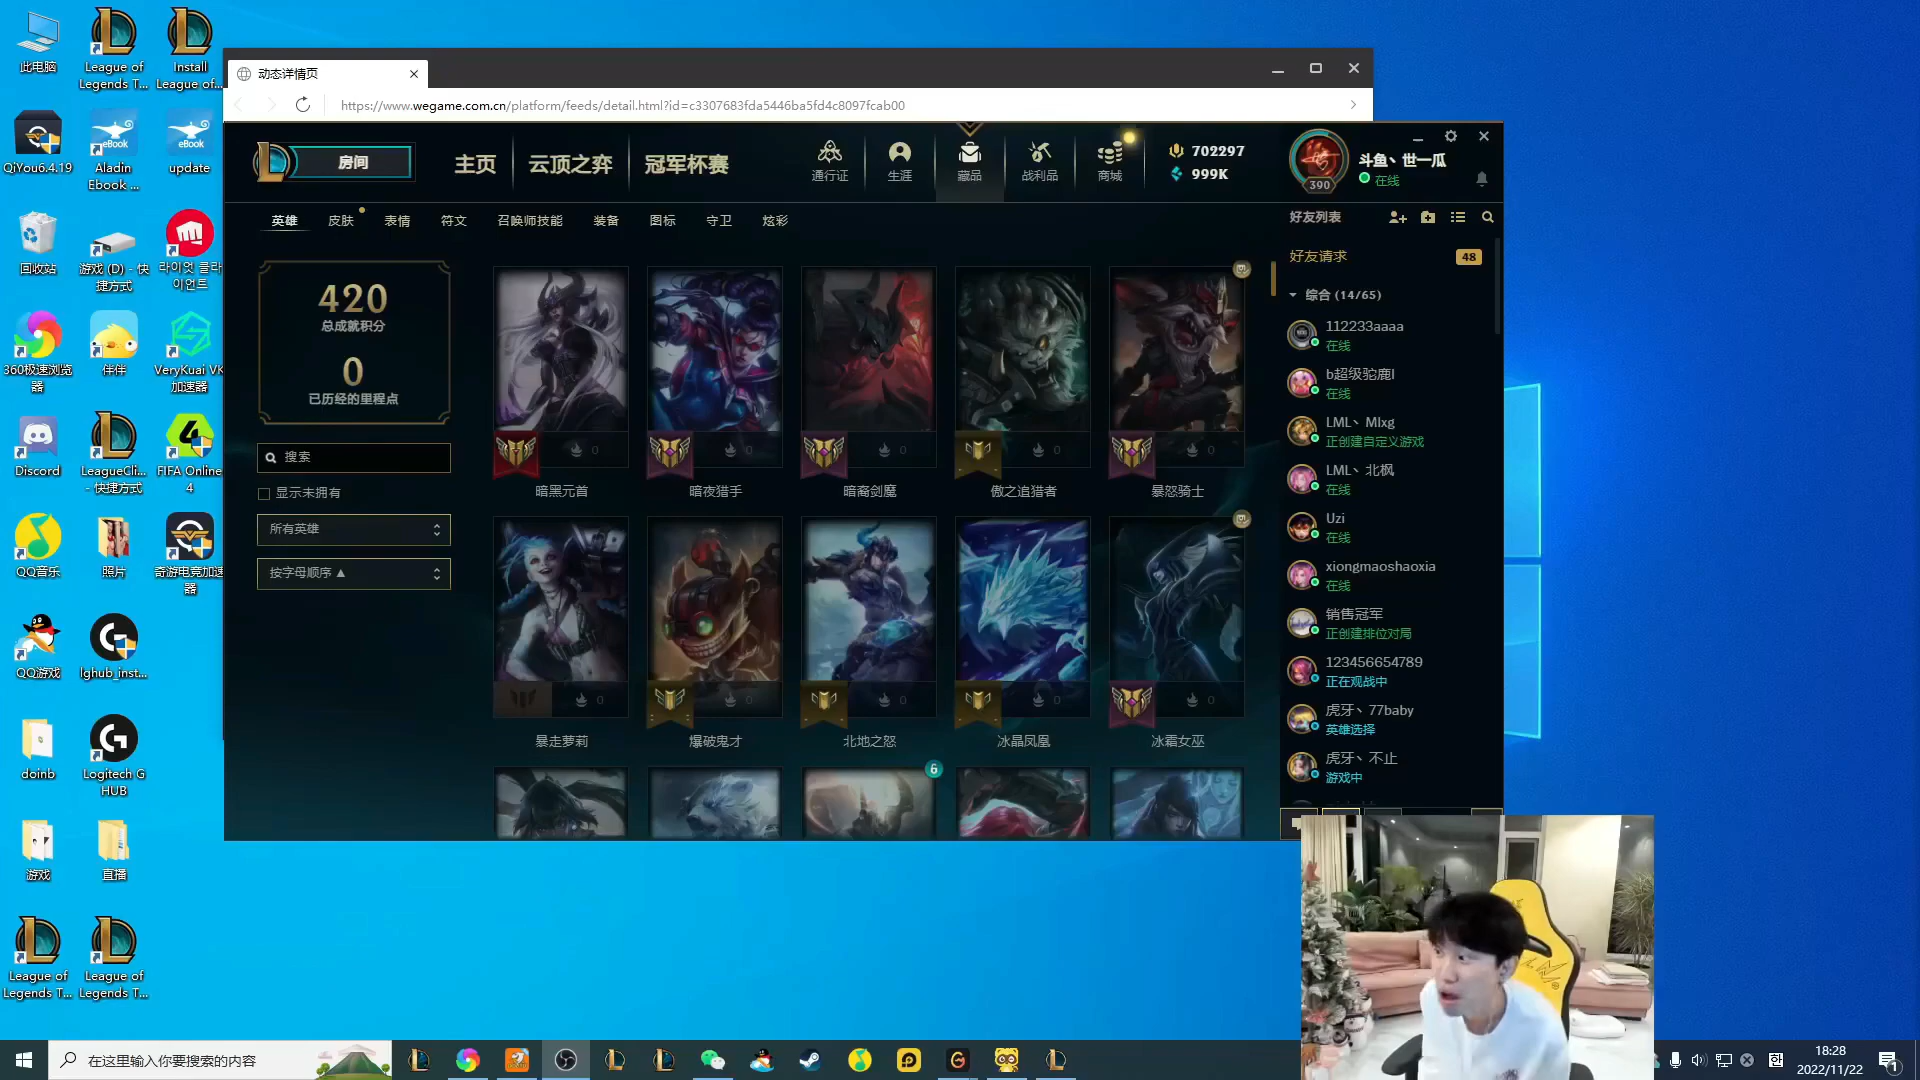 此电脑
League of
Legends T...
Install
League of...
QiYou6.4.19
Aladin
Ebook ...
update
回收站
游戏 (D) - 快
捷方式
라이엇 클라
이언트
360极速浏览
器
伴伴
VeryKuai VK
加速器
Discord
LeagueCli...
- 快捷方式
FIFA Online
4
QQ音乐
照片
奇游电竞加速
器
QQ游戏
lghub_inst...
doinb
Logitech G
HUB
游戏
直播
League of
Legends T...
League of
Legends T...
动态详情页
https://www.wegame.com.cn/platform/feeds/detail.html?id=c3307683fda5446ba5fd4c8097fcab00
房间
主页
云顶之弈
冠军杯赛
通行证
生涯
藏品
战利品
商城
702297
999K
390
斗鱼丶世一瓜
在线
英雄
皮肤
表情
符文
召唤师技能
装备
图标
守卫
炫彩
420
总成就积分
0
已历经的里程点
搜索
显示未拥有
所有英雄
按字母顺序 ▲
0
0
0
0
0
暗黑元首
暗夜猎手
暗裔剑魔
傲之追猎者
暴怒骑士
0
0
0
0
0
暴走萝莉
爆破鬼才
北地之怒
冰晶凤凰
冰霜女巫
6
好友列表
好友请求
48
综合 (14/65)
112233aaaa
在线
b超级驼鹿l
在线
LML丶Mlxg
正创建自定义游戏
LML丶北枫
在线
Uzi
在线
xiongmaoshaoxia
在线
销售冠军
正创建排位对局
123456654789
正在观战中
虎牙丶77baby
英雄选择
虎牙丶不止
游戏中
在这里输入你要搜索的内容
18:28
2022/11/22
1